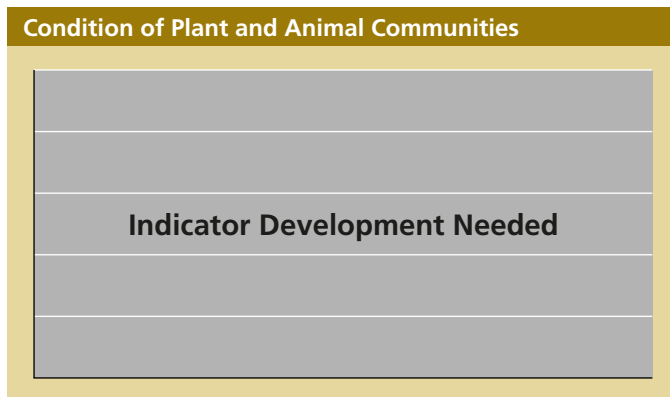 Condition of Plant and Animal Communities
Indicator Development Needed